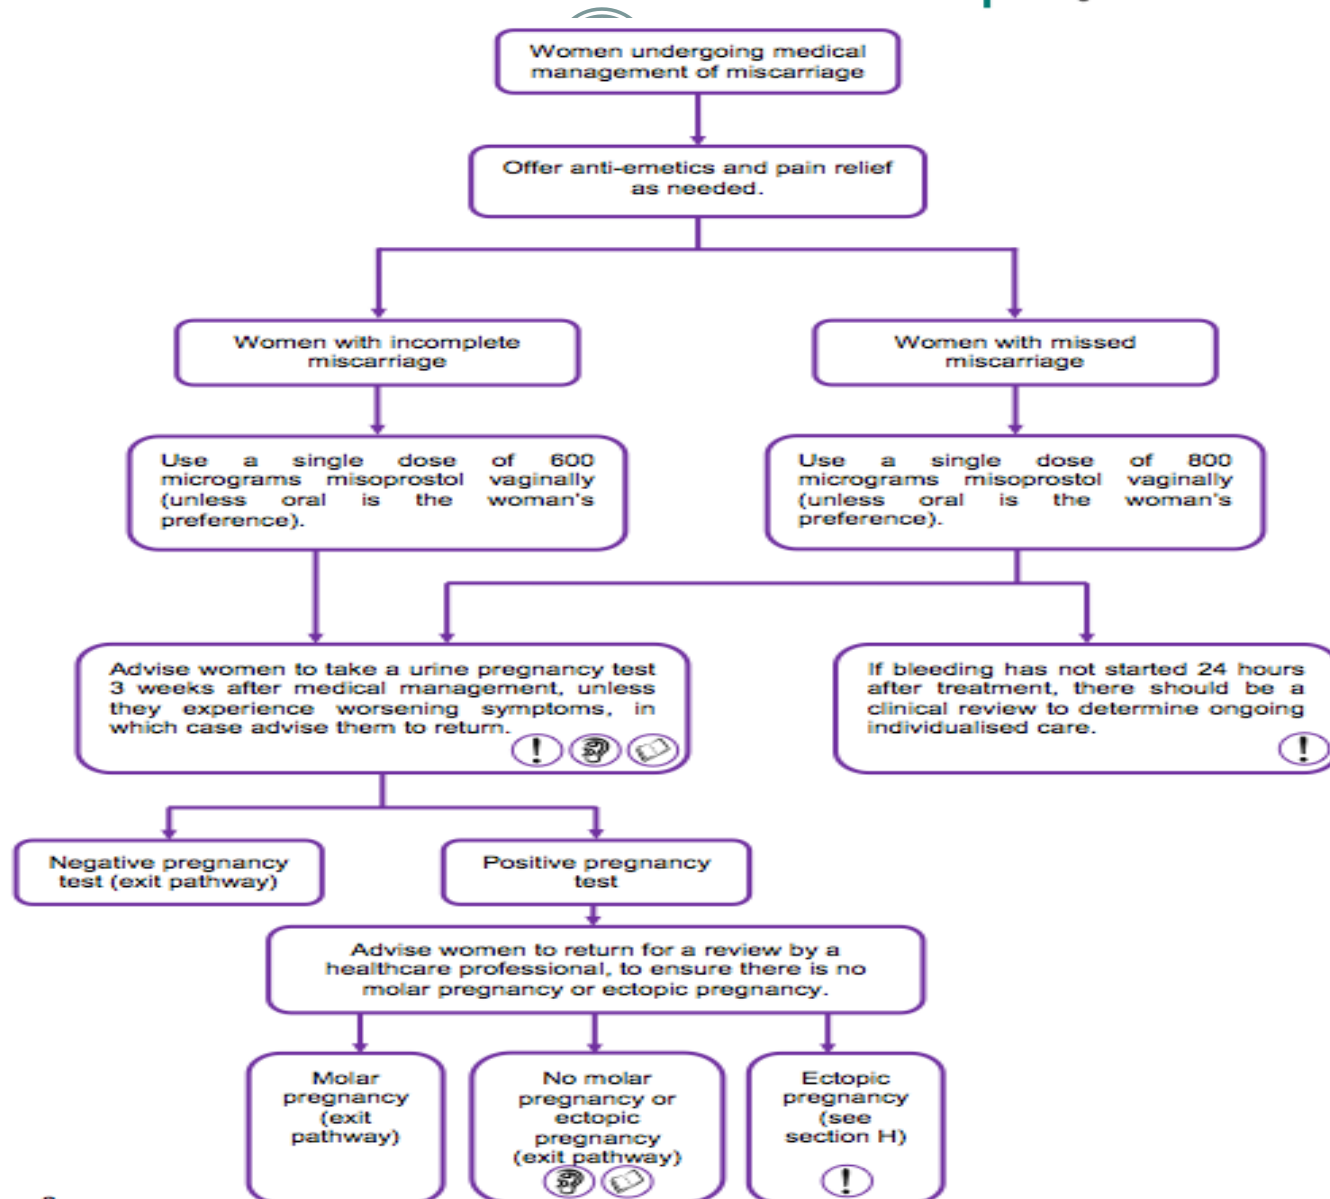 Women undergoing medical
management of miscarriage
Offer anti-emetics and pain relief
as needed.
Women with incomplete
miscarriage
Women with missed
miscarriage
Use a single dose of 600
micrograms misoprostol vaginally
(unless oral is the woman's
preference).
Use a single dose of 800
micrograms misoprostol vaginally
(unless oral is the woman's
preference).
Advise women to take a urine pregnancy test
3 weeks after medical management, unless
they experience worsening symptoms, in
which case advise them to return.
!
If bleeding has not started 24 hours
after treatment, there should be a
clinical review to determine ongoing
individualised care.
!
Negative pregnancy
test (exit pathway)
Positive pregnancy
test
Advise women to return for a review by a
healthcare professional, to ensure there is no
molar pregnancy or ectopic pregnancy.
Molar
pregnancy
(exit
pathway)
No molar
pregnancy or
ectopic
pregnancy
(exit pathway)
Ectopic
pregnancy
(see
section H)
!